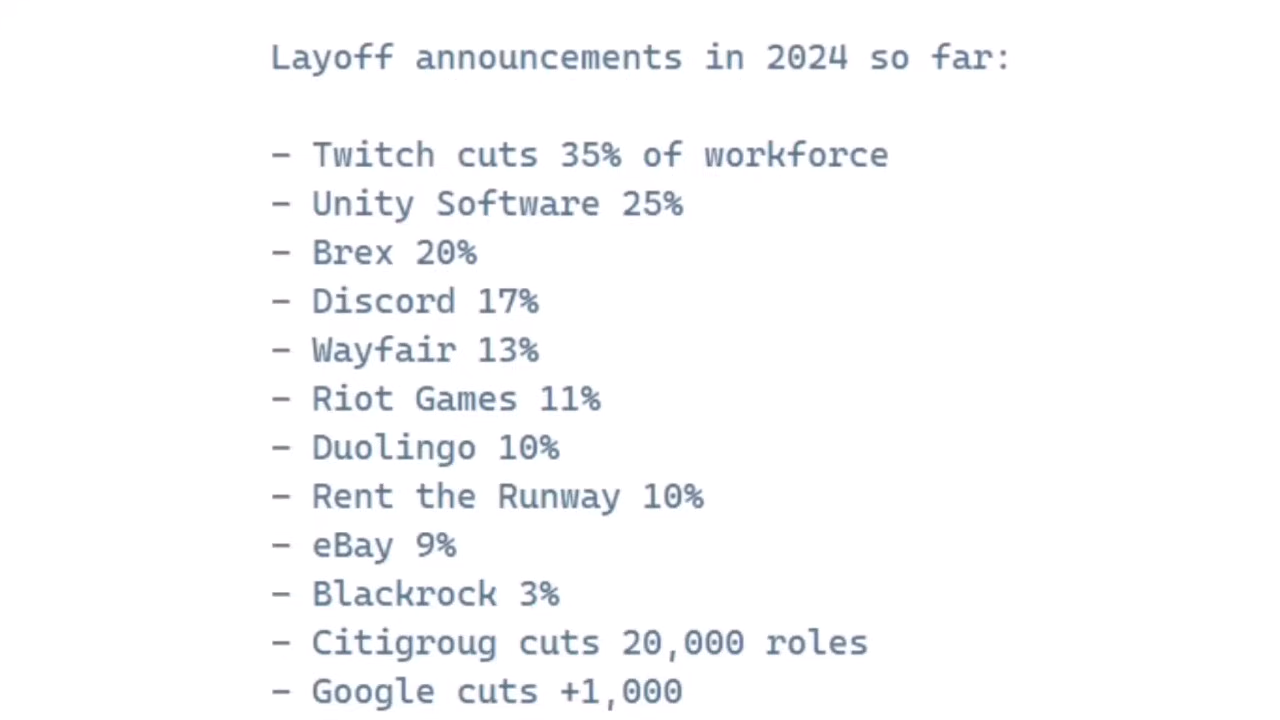 Layoff announcements in 2024 so far:
- Twitch cuts 35% of workforce
- Unity Software 25%
- Brex 20%
- Discord 17%
- Wayfair 13%
- Riot Games 11%
- Duolingo 10%
- Rent the Runway 10%
- eBay 9%
- Blackrock 3%
- Citigroug cuts 20,000 roles
- Google cuts +1,000